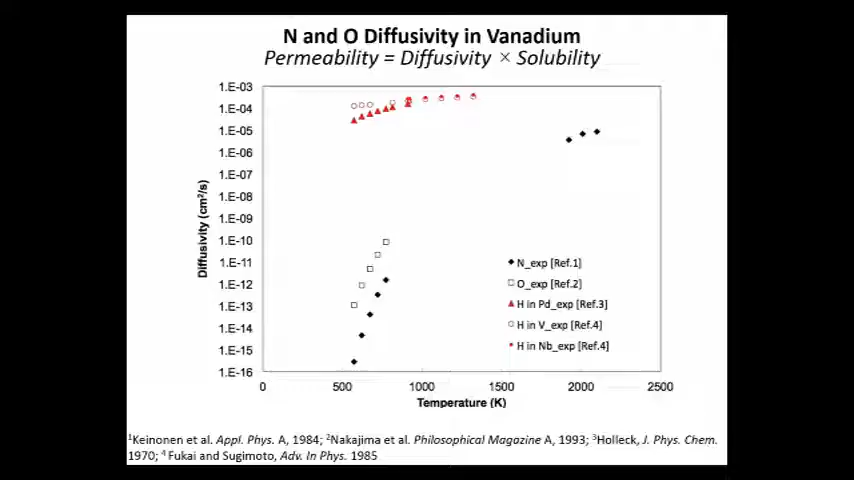 N and O Diffusivity in Vanadium
Permeability = Diffusivity × Solubility
1.E-03
1.E-04
1.E-05
1.E-06
1.E-07
1.E-08
1.E-09
1.E-10
1.E-11
1.E-12
1.E-13
1.E-14
1.E-15
1.E-16
Diffusivity (cm²/s)
N_exp [Ref.1]
O_exp [Ref.2]
H in Pd_exp [Ref.3]
H in V_exp [Ref.4]
H in Nb_exp [Ref.4]
0 500 1000 1500 2000 2500
Temperature (K)
¹Keinonen et al. Appl. Phys. A, 1984; ²Nakajima et al. Philosophical Magazine A, 1993; ³Holleck, J. Phys. Chem.
1970; ⁴ Fukai and Sugimoto, Adv. In Phys. 1985